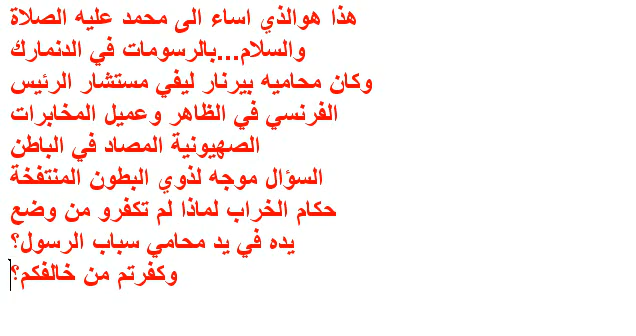 هذا هوالذي اساء الى محمد عليه الصلاة
والسلام...بالرسومات في الدنمارك
وكان محاميه بيرنار ليفي مستشار الرئيس
الفرنسي في الظاهر وعميل المخابرات
الصهيونية المصاد في الباطن
السؤال موجه لذوي البطون المنتفخة
حكام الخراب لماذا لم تكفرو من وضع
يده في يد محامي سباب الرسول؟
وكفرتم من خالفكم؟